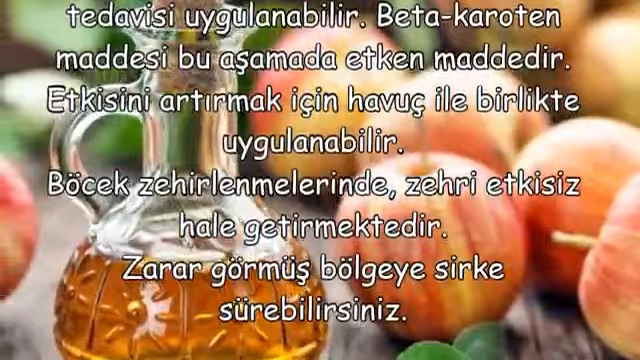 tedavisi uygulanabilir. Beta-karoten
maddesi bu aşamada etken maddedir.
Etkisini artırmak için havuç ile birlikte
uygulanabilir.
Böcek zehirlenmelerinde, zehri etkisiz
hale getirmektedir.
Zarar görmüş bölgeye sirke
sürebilirsiniz.